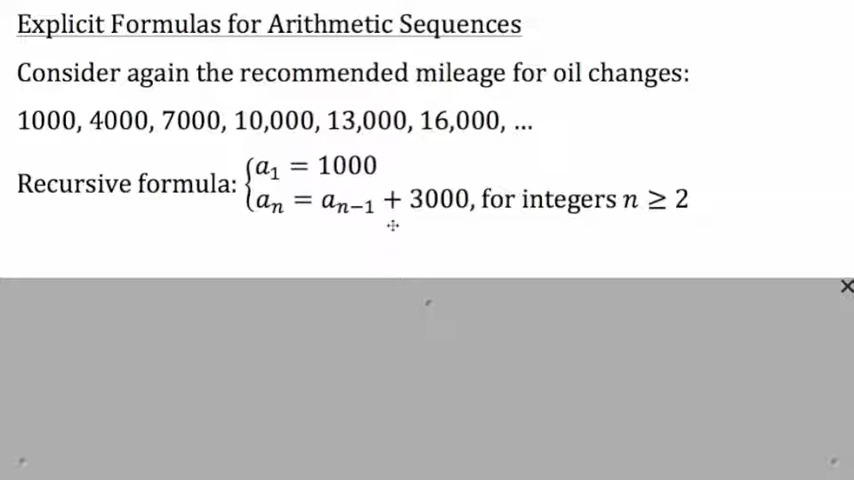 Explicit Formulas for Arithmetic Sequences
Consider again the recommended mileage for oil changes:
1000, 4000, 7000, 10,000, 13,000, 16,000, ...
Recursive formula: {a₁ = 1000
aₙ = aₙ₋₁ + 3000, for integers n ≥ 2